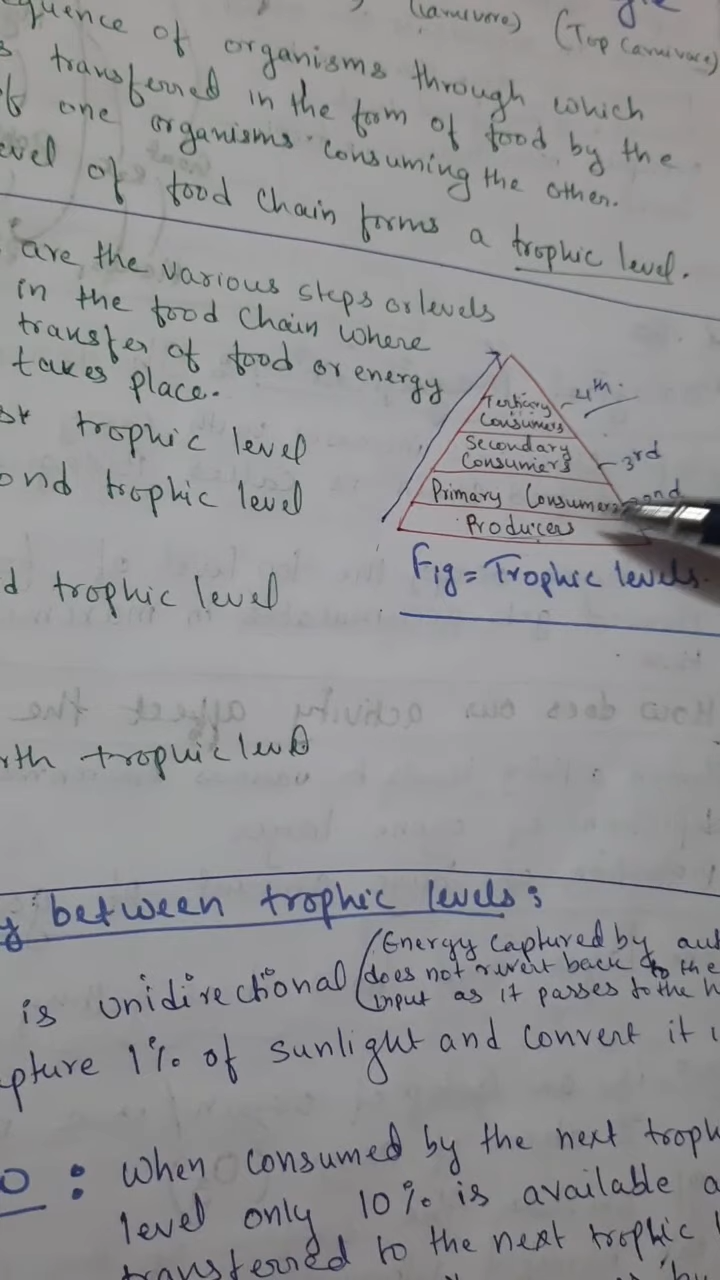 (Carnivore) (Top Carnivore)
quence of organisms through which
s transferred in the form of food by the
of one organisms consuming the other.
evel of food chain forms a trophic level.
are the various steps or levels
in the food chain where
transfer of food or energy
takes place.
st trophic level
ond trophic level
d trophic level
rth trophic level
Tertiary Consumers 4th.
Secondary Consumers 3rd
Primary Consumers 2nd
Producers
Fig = Trophic levels.
y between trophic levels:
is unidirectional (Energy captured by aut
does not revert back to the
input as it passes to the h
pture 1% of sunlight and convert it i
: When consumed by the next troph
level only 10% is available a
transferred to the next trophic l